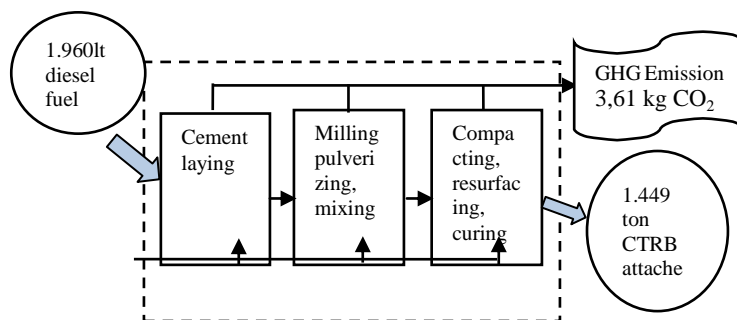 1.960lt
diesel
fuel
GHG Emission
3,61 kg CO₂
Cement
laying
Milling
pulveri
zing,
mixing
Compa
cting,
resurfac
ing,
curing
1.449
ton
CTRB
attache